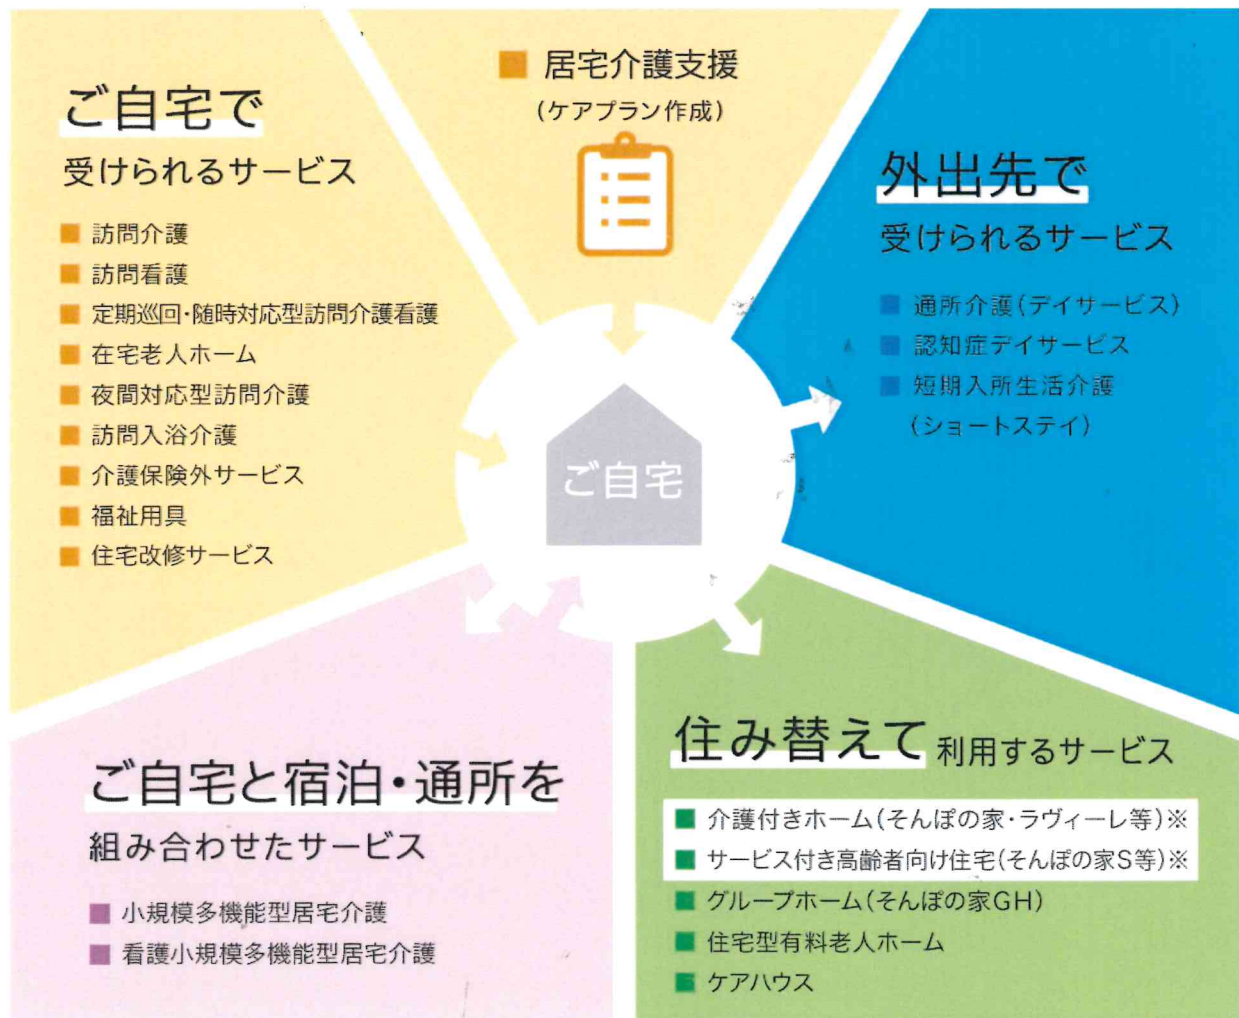 ご自宅で
受けられるサービス
■ 訪問介護
■ 訪問看護
■ 定期巡回・随時対応型訪問介護看護
■ 在宅老人ホーム
■ 夜間対応型訪問介護
■ 訪問入浴介護
■ 介護保険外サービス
■ 福祉用具
■ 住宅改修サービス
■ 居宅介護支援
(ケアプラン作成)
外出先で
受けられるサービス
■ 通所介護(デイサービス)
■ 認知症デイサービス
■ 短期入所生活介護
(ショートステイ)
ご自宅
ご自宅と宿泊・通所を
組み合わせたサービス
■ 小規模多機能型居宅介護
■ 看護小規模多機能型居宅介護
住み替えて 利用するサービス
■ 介護付きホーム(そんぽの家・ラヴィーレ等)※
■ サービス付き高齢者向け住宅(そんぽの家S等)※
■ グループホーム(そんぽの家GH)
■ 住宅型有料老人ホーム
■ ケアハウス